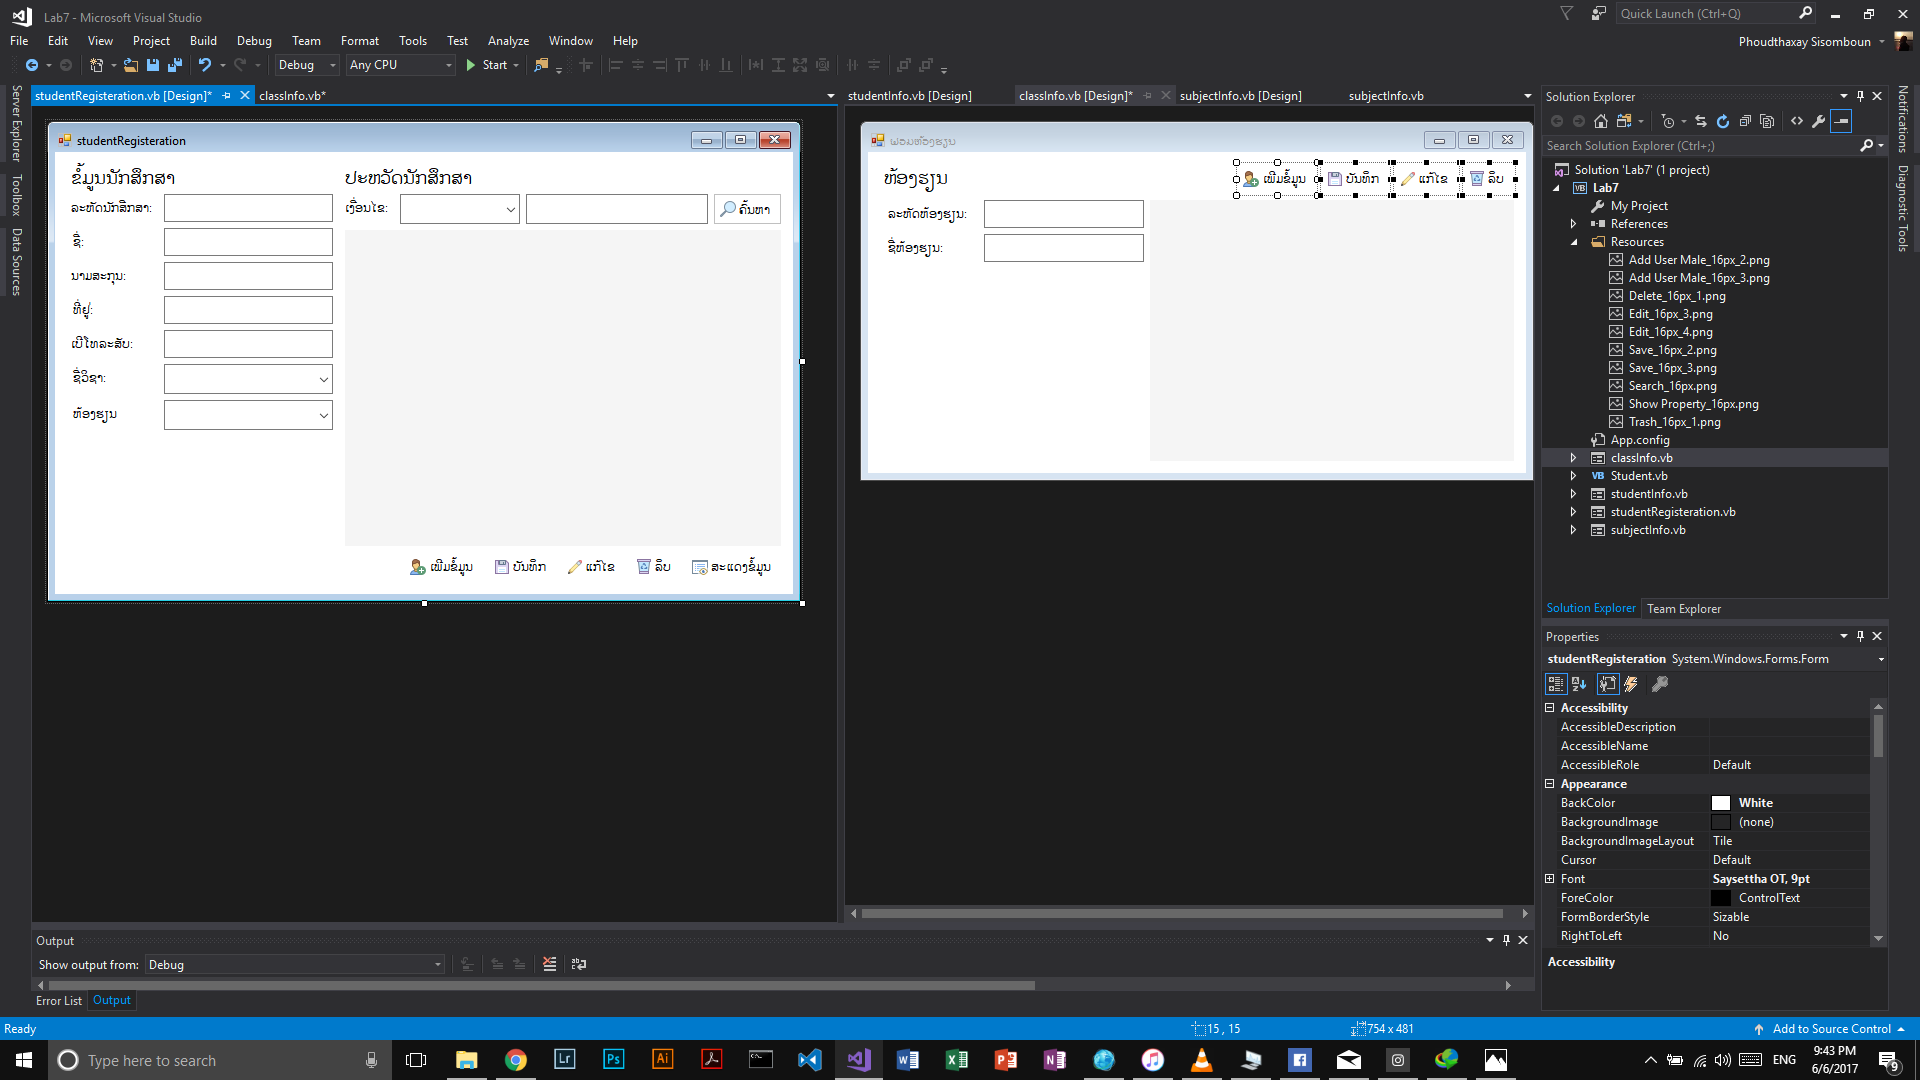 Lab7 - Microsoft Visual Studio
Quick Launch (Ctrl+Q)
File Edit View Project Build Debug Team Format Tools Test Analyze Window Help
Phoudthaxay Sisomboun
Debug Any CPU Start
Server Explorer
Toolbox
Data Sources
studentRegisteration.vb [Design]* classInfo.vb*
studentRegisteration
ຂໍ້ມູນນັກສຶກສາ
ລະຫັດນັກສຶກສາ:
ຊື່:
ນາມສະກຸນ:
ທີ່ຢູ່:
ເບີໂທລະສັບ:
ຊື່ວິຊາ:
ຫ້ອງຮຽນ
ປະຫວັດນັກສຶກສາ
ເງື່ອນໄຂ:
ຄົ້ນຫາ
ເພີ່ມຂໍ້ມູນ ບັນທຶກ ແກ້ໄຂ ລຶບ ສະແດງຂໍ້ມູນ
studentInfo.vb [Design] classInfo.vb [Design]* subjectInfo.vb [Design] subjectInfo.vb
ຟອມຫ້ອງຮຽນ
ຫ້ອງຮຽນ
ເພີ່ມຂໍ້ມູນ ບັນທຶກ ແກ້ໄຂ ລຶບ
ລະຫັດຫ້ອງຮຽນ:
ຊື່ຫ້ອງຮຽນ:
Solution Explorer
Search Solution Explorer (Ctrl+;)
Solution 'Lab7' (1 project)
Lab7
My Project
References
Resources
Add User Male_16px_2.png
Add User Male_16px_3.png
Delete_16px_1.png
Edit_16px_3.png
Edit_16px_4.png
Save_16px_2.png
Save_16px_3.png
Search_16px.png
Show Property_16px.png
Trash_16px_1.png
App.config
classInfo.vb
Student.vb
studentInfo.vb
studentRegisteration.vb
subjectInfo.vb
Solution Explorer Team Explorer
Properties
studentRegisteration System.Windows.Forms.Form
Accessibility
AccessibleDescription
AccessibleName
AccessibleRole Default
Appearance
BackColor White
BackgroundImage (none)
BackgroundImageLayout Tile
Cursor Default
Font Saysettha OT, 9pt
ForeColor ControlText
FormBorderStyle Sizable
RightToLeft No
Accessibility
Notifications
Diagnostic Tools
Output
Show output from: Debug
Error List Output
Ready
15 , 15
754 x 481
Add to Source Control
Type here to search
ENG
9:43 PM
6/6/2017
9